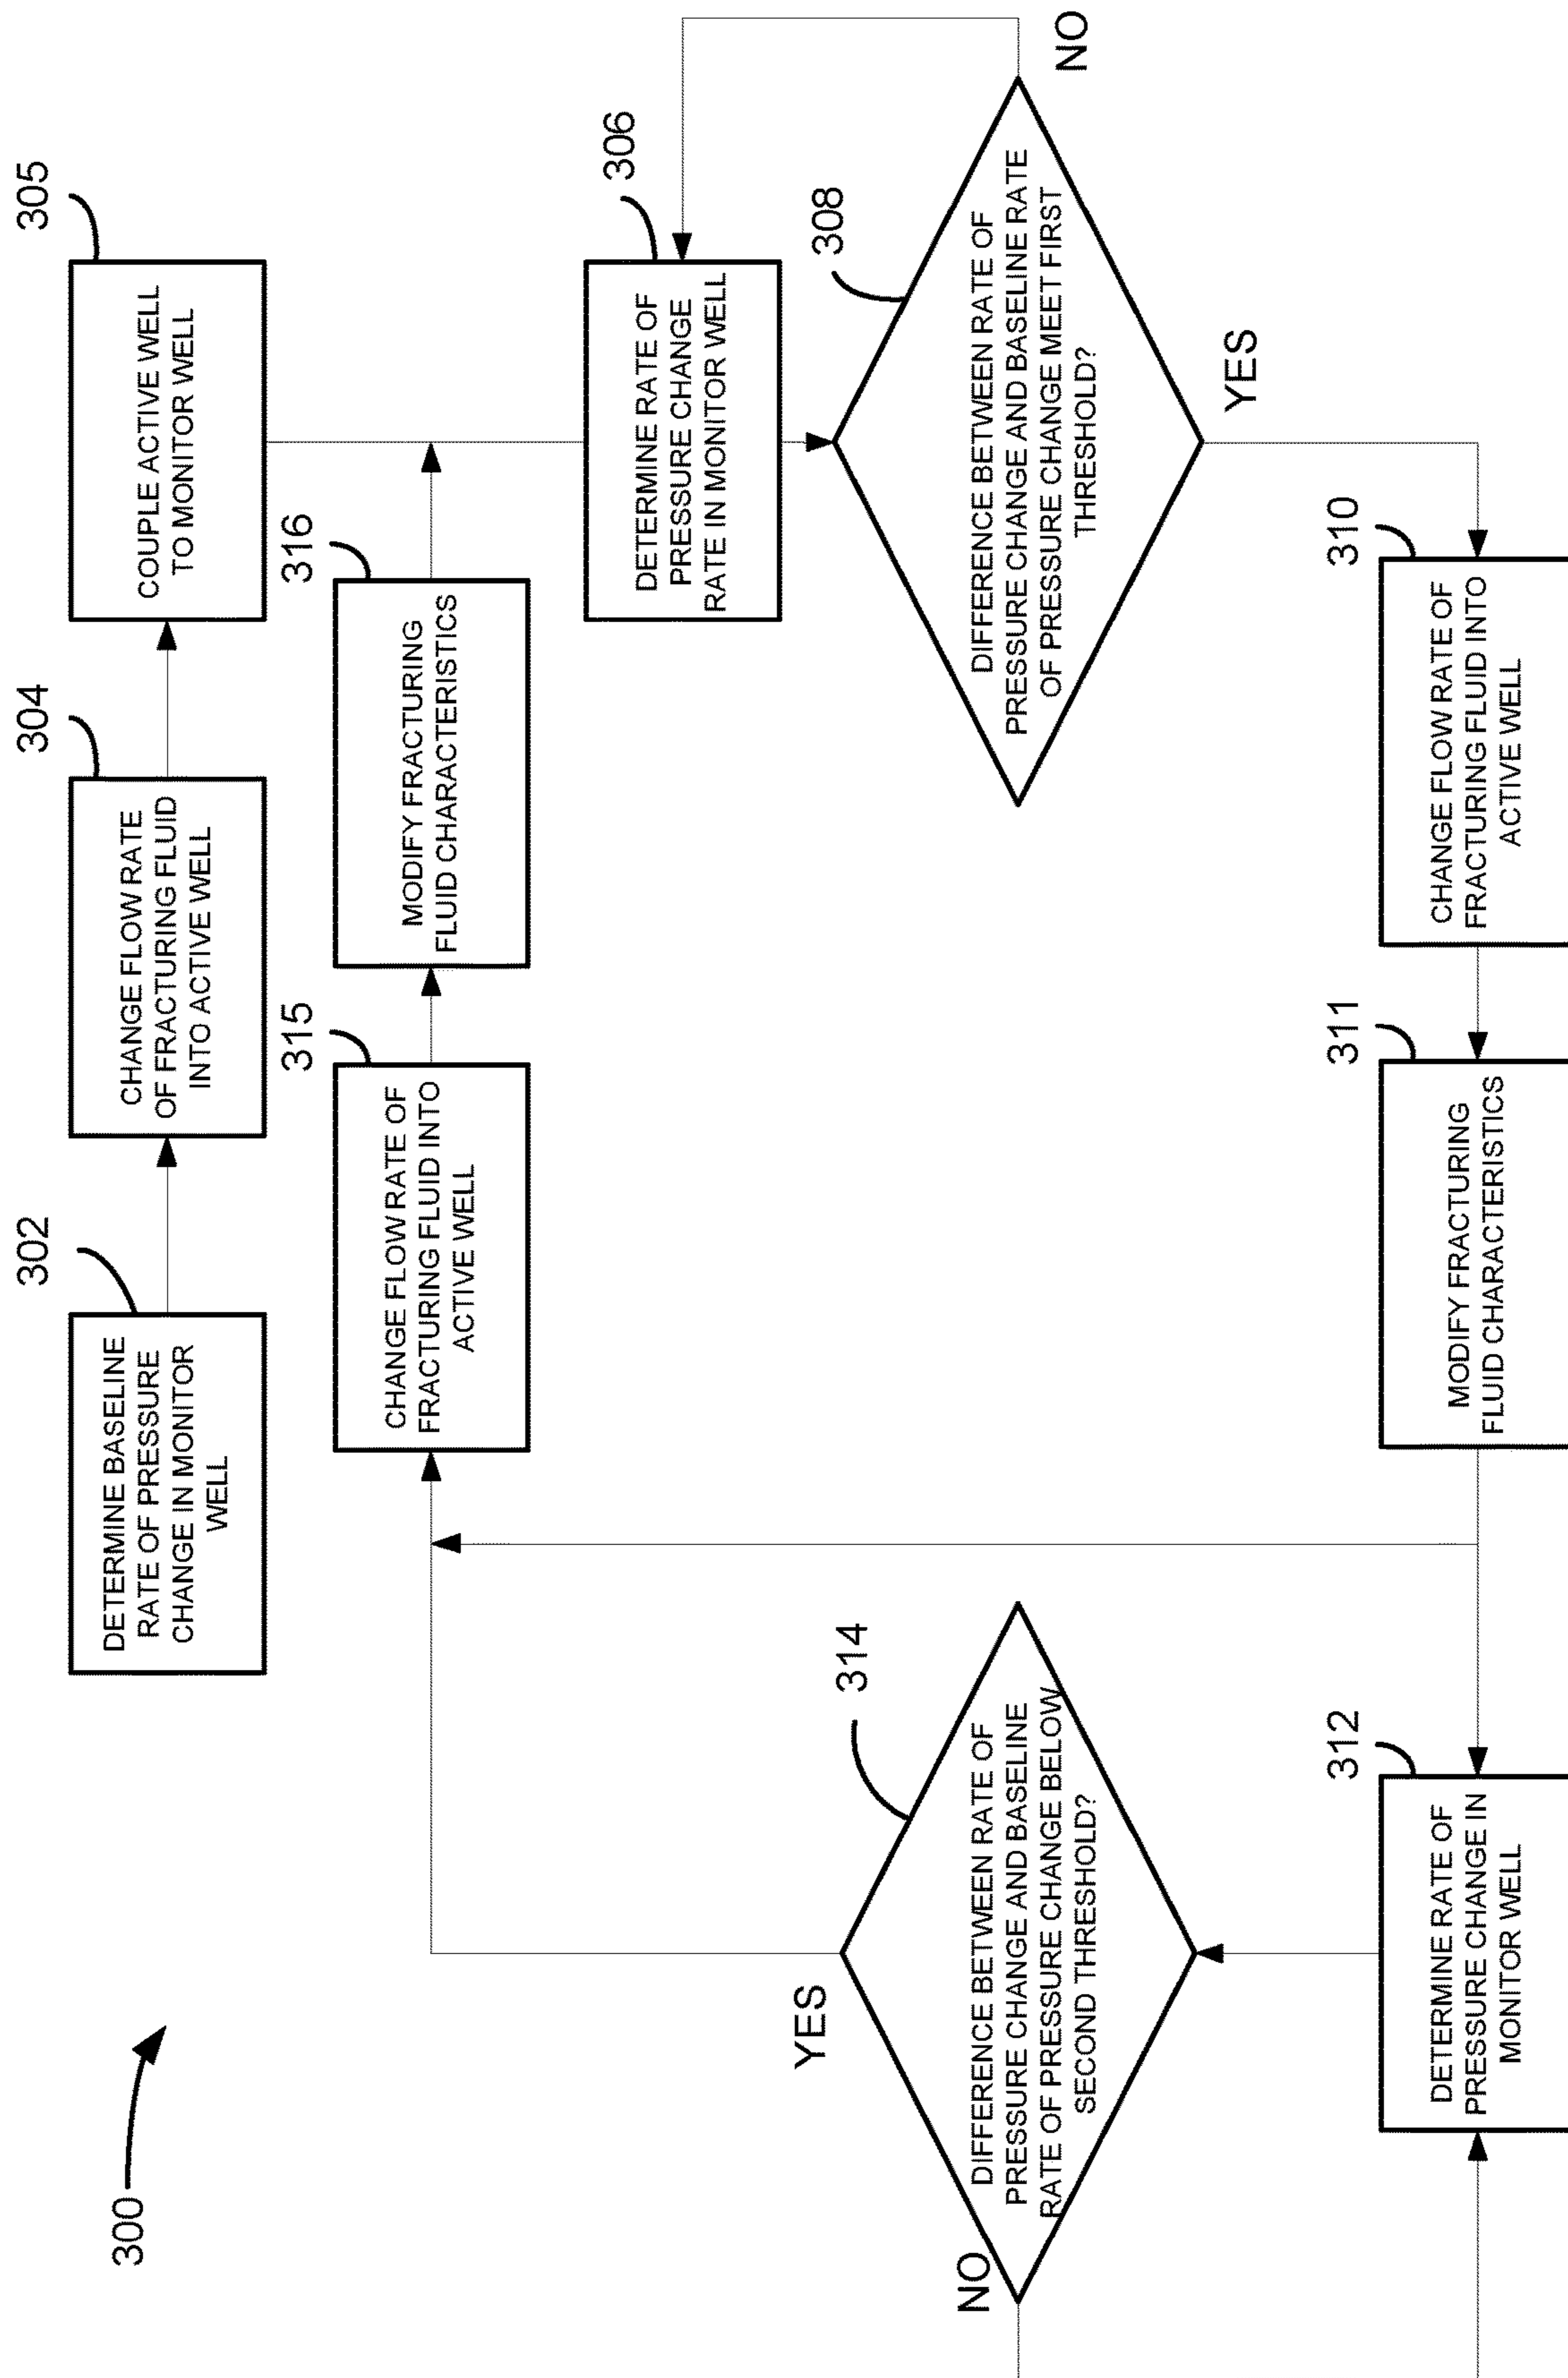 300
302
DETERMINE BASELINE
RATE OF PRESSURE
CHANGE IN MONITOR
WELL
304
CHANGE FLOW RATE
OF FRACTURING FLUID
INTO ACTIVE WELL
305
COUPLE ACTIVE WELL
TO MONITOR WELL
315
CHANGE FLOW RATE OF
FRACTURING FLUID INTO
ACTIVE WELL
316
MODIFY FRACTURING
FLUID CHARACTERISTICS
306
DETERMINE RATE OF
PRESSURE CHANGE
RATE IN MONITOR WELL
308
DIFFERENCE BETWEEN RATE OF
PRESSURE CHANGE AND BASELINE RATE
OF PRESSURE CHANGE MEET FIRST
THRESHOLD?
NO
YES
314
DIFFERENCE BETWEEN RATE OF
PRESSURE CHANGE AND BASELINE
RATE OF PRESSURE CHANGE BELOW
SECOND THRESHOLD?
YES
NO
312
DETERMINE RATE OF
PRESSURE CHANGE IN
MONITOR WELL
311
MODIFY FRACTURING
FLUID CHARACTERISTICS
310
CHANGE FLOW RATE OF
FRACTURING FLUID INTO
ACTIVE WELL